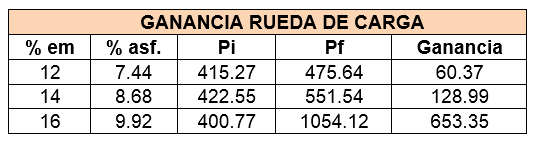 GANANCIA RUEDA DE CARGA
% em % asf. Pi Pf Ganancia
12 7.44 415.27 475.64 60.37
14 8.68 422.55 551.54 128.99
16 9.92 400.77 1054.12 653.35